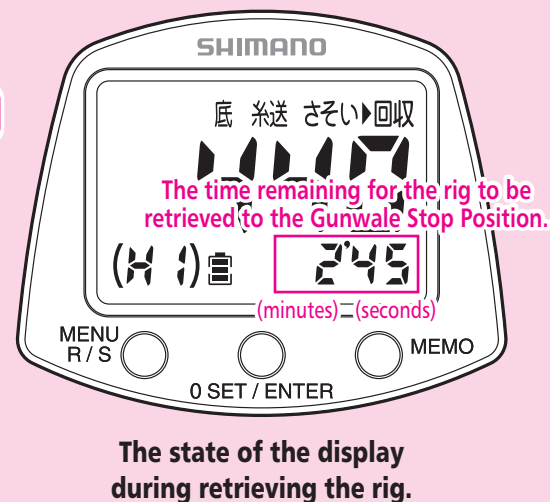 SHIMANO
底 糸送 さそい▶回収
The time remaining for the rig to be
retrieved to the Gunwale Stop Position.
(H 1) 2'45
(minutes) (seconds)
MENU
R / S
MEMO
0 SET / ENTER
The state of the display
during retrieving the rig.